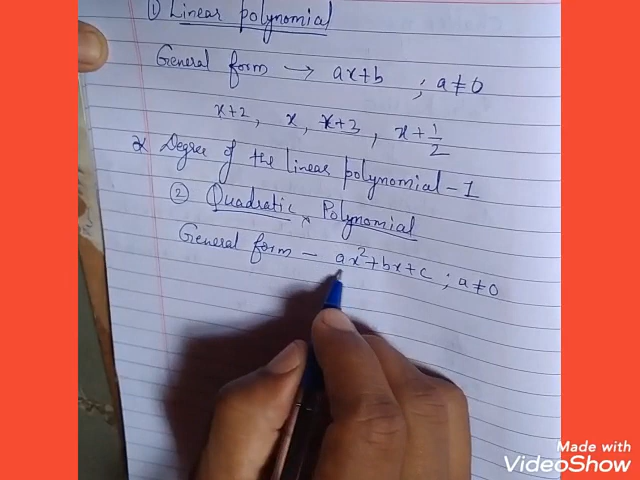 ① Linear polynomial
General form → ax+b ; a≠0
x+2, x, x+3, x+1/2
* Degree of the linear polynomial-1
② Quadratic Polynomial
General form - ax²+bx+c ; a≠0
Made with
VideoShow